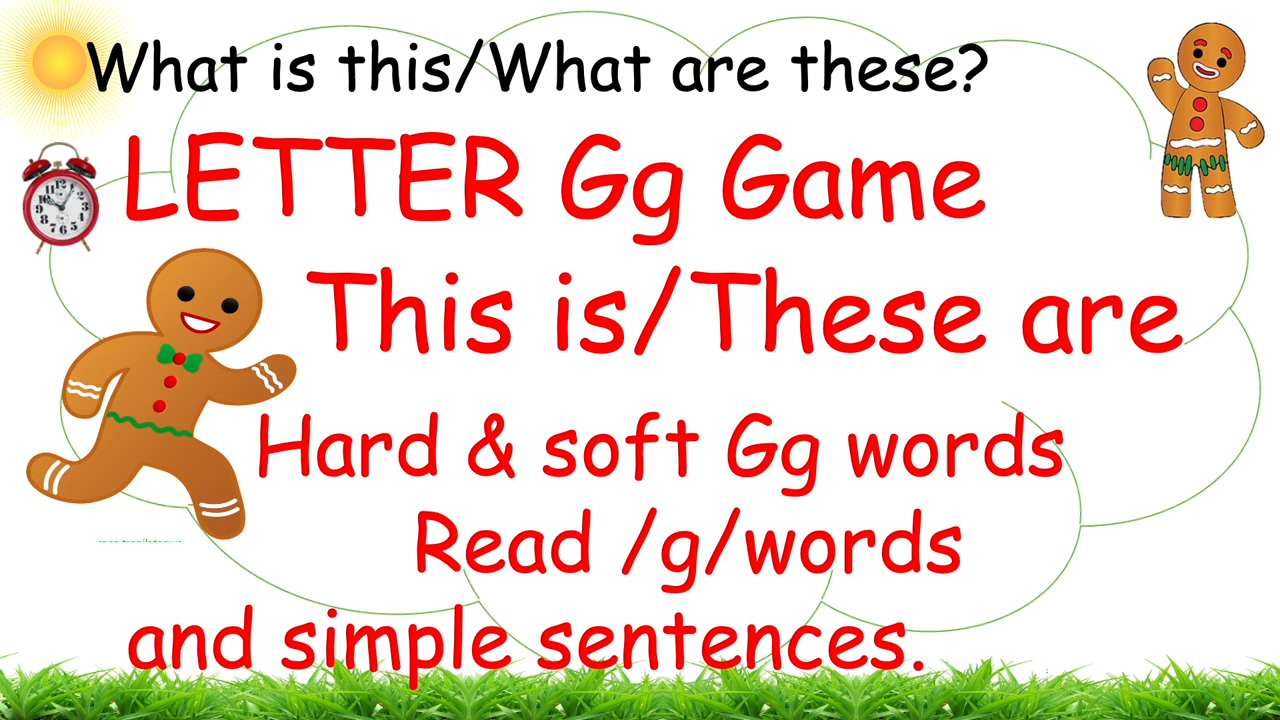 What is this/What are these?
LETTER Gg Game
This is/These are
Hard & soft Gg words
Read /g/words
and simple sentences.